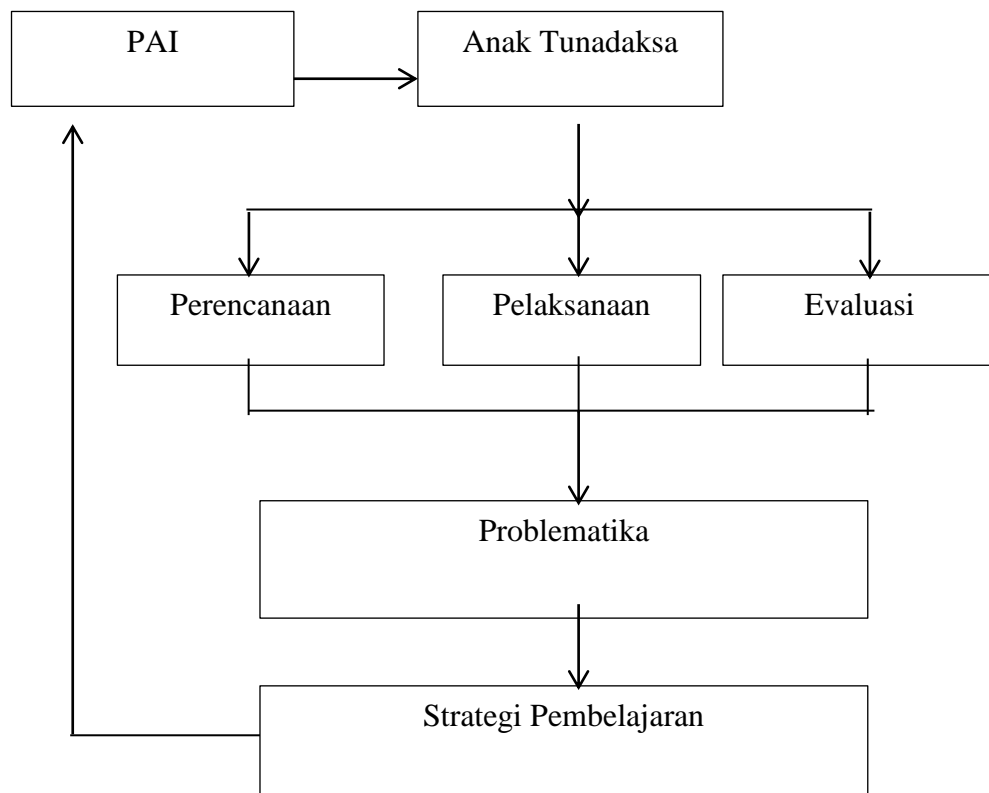 PAI
Anak Tunadaksa
Perencanaan
Pelaksanaan
Evaluasi
Problematika
Strategi Pembelajaran